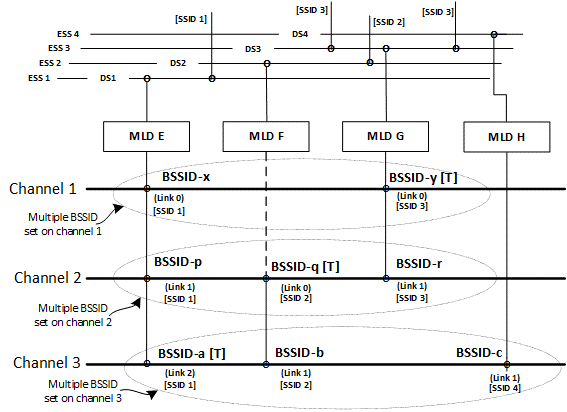 [SSID 3] [SSID 3]
[SSID 1] [SSID 2]
ESS 4 DS4
ESS 3 DS3
ESS 2 DS2
ESS 1 DS1
MLD E MLD F MLD G MLD H
BSSID-x BSSID-y [T]
Channel 1
(Link 0) (Link 0)
[SSID 1] [SSID 3]
Multiple BSSID
set on channel 1
BSSID-p BSSID-q [T] BSSID-r
Channel 2
(Link 1) (Link 0) (Link 1)
[SSID 1] [SSID 2] [SSID 3]
Multiple BSSID
set on channel 2
BSSID-a [T] BSSID-b BSSID-c
Channel 3
(Link 2) (Link 1) (Link 1)
[SSID 1] [SSID 2] [SSID 4]
Multiple BSSID
set on channel 3